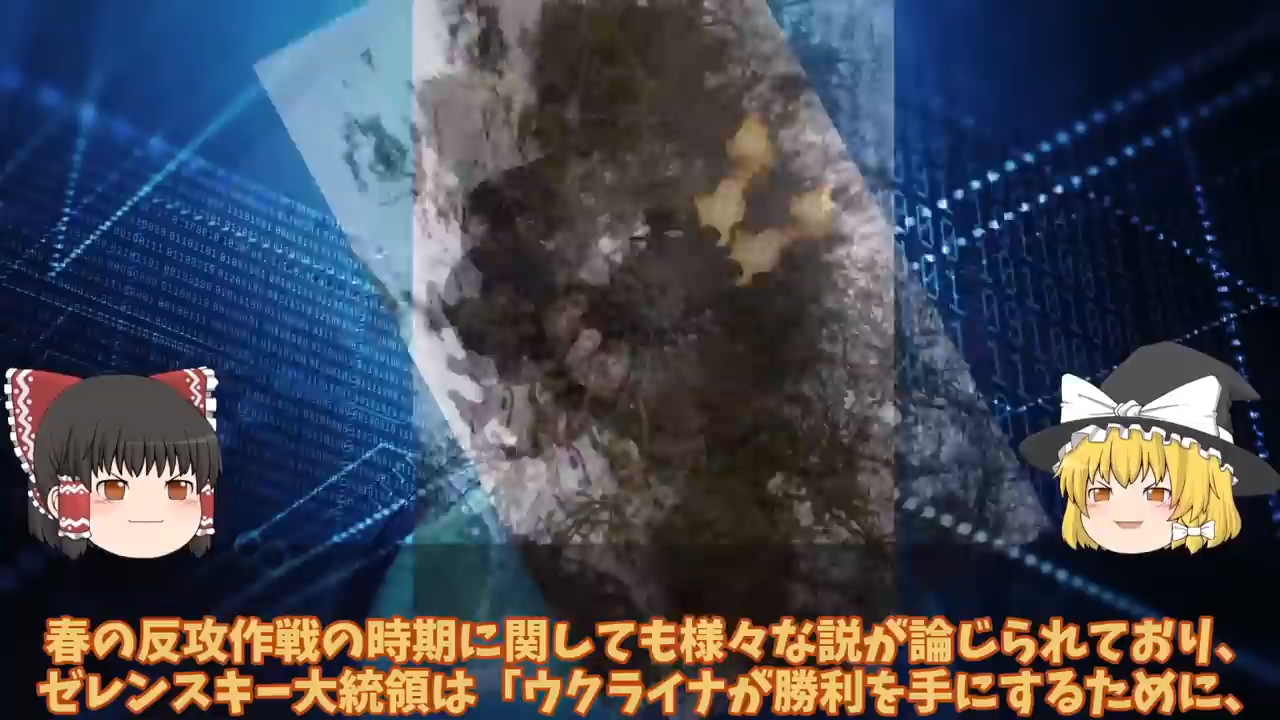 春の反攻作戦の時期に関しても様々な説が論じられており、
ゼレンスキー大統領は「ウクライナが勝利を手にするために、